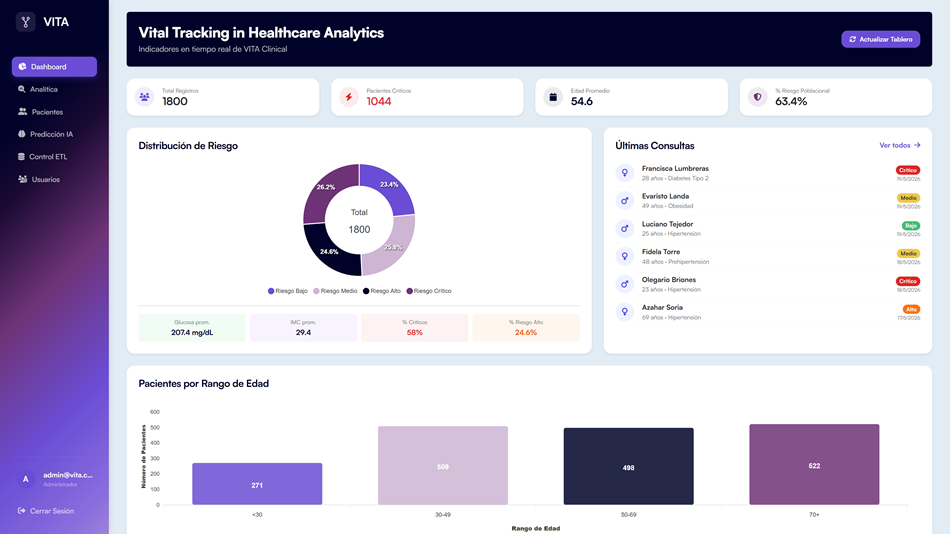 VITA
Dashboard
Analítica
Pacientes
Predicción IA
Control ETL
Usuarios
A
admin@vita.c...
Administrador
Cerrar Sesión
Vital Tracking in Healthcare Analytics
Indicadores en tiempo real de VITA Clinical
Actualizar Tablero
Total Registros
1800
Pacientes Críticos
1044
Edad Promedio
54.6
% Riesgo Poblacional
63.4%
Distribución de Riesgo
26.2%
23.4%
Total
1800
24.6%
25.8%
Riesgo Bajo Riesgo Medio Riesgo Alto Riesgo Crítico
Glucosa prom.
207.4 mg/dL
IMC prom.
29.4
% Críticos
58%
% Riesgo Alto
24.6%
Últimas Consultas
Ver todos →
Francisca Lumbreras
28 años • Diabetes Tipo 2
Crítico
19/5/2026
Evaristo Landa
49 años • Obesidad
Medio
19/5/2026
Luciano Tejedor
25 años • Hipertensión
Bajo
19/5/2026
Fidela Torre
48 años • Prehipertensión
Medio
18/5/2026
Olegario Briones
23 años • Hipertensión
Crítico
18/5/2026
Azahar Soria
69 años • Hipertensión
Alto
17/5/2026
Pacientes por Rango de Edad
Número de Pacientes
600
500
400
300
200
100
0
271
509
498
522
<30
30-49
50-69
70+
Rango de Edad